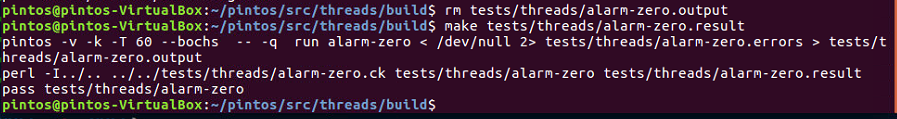 pintos@pintos-VirtualBox:~/pintos/src/threads/build$ rm tests/threads/alarm-zero.output
pintos@pintos-VirtualBox:~/pintos/src/threads/build$ make tests/threads/alarm-zero.result
pintos -v -k -T 60 --bochs  -- -q  run alarm-zero < /dev/null 2> tests/threads/alarm-zero.errors > tests/t
hreads/alarm-zero.output
perl -I../.. ../../tests/threads/alarm-zero.ck tests/threads/alarm-zero tests/threads/alarm-zero.result
pass tests/threads/alarm-zero
pintos@pintos-VirtualBox:~/pintos/src/threads/build$